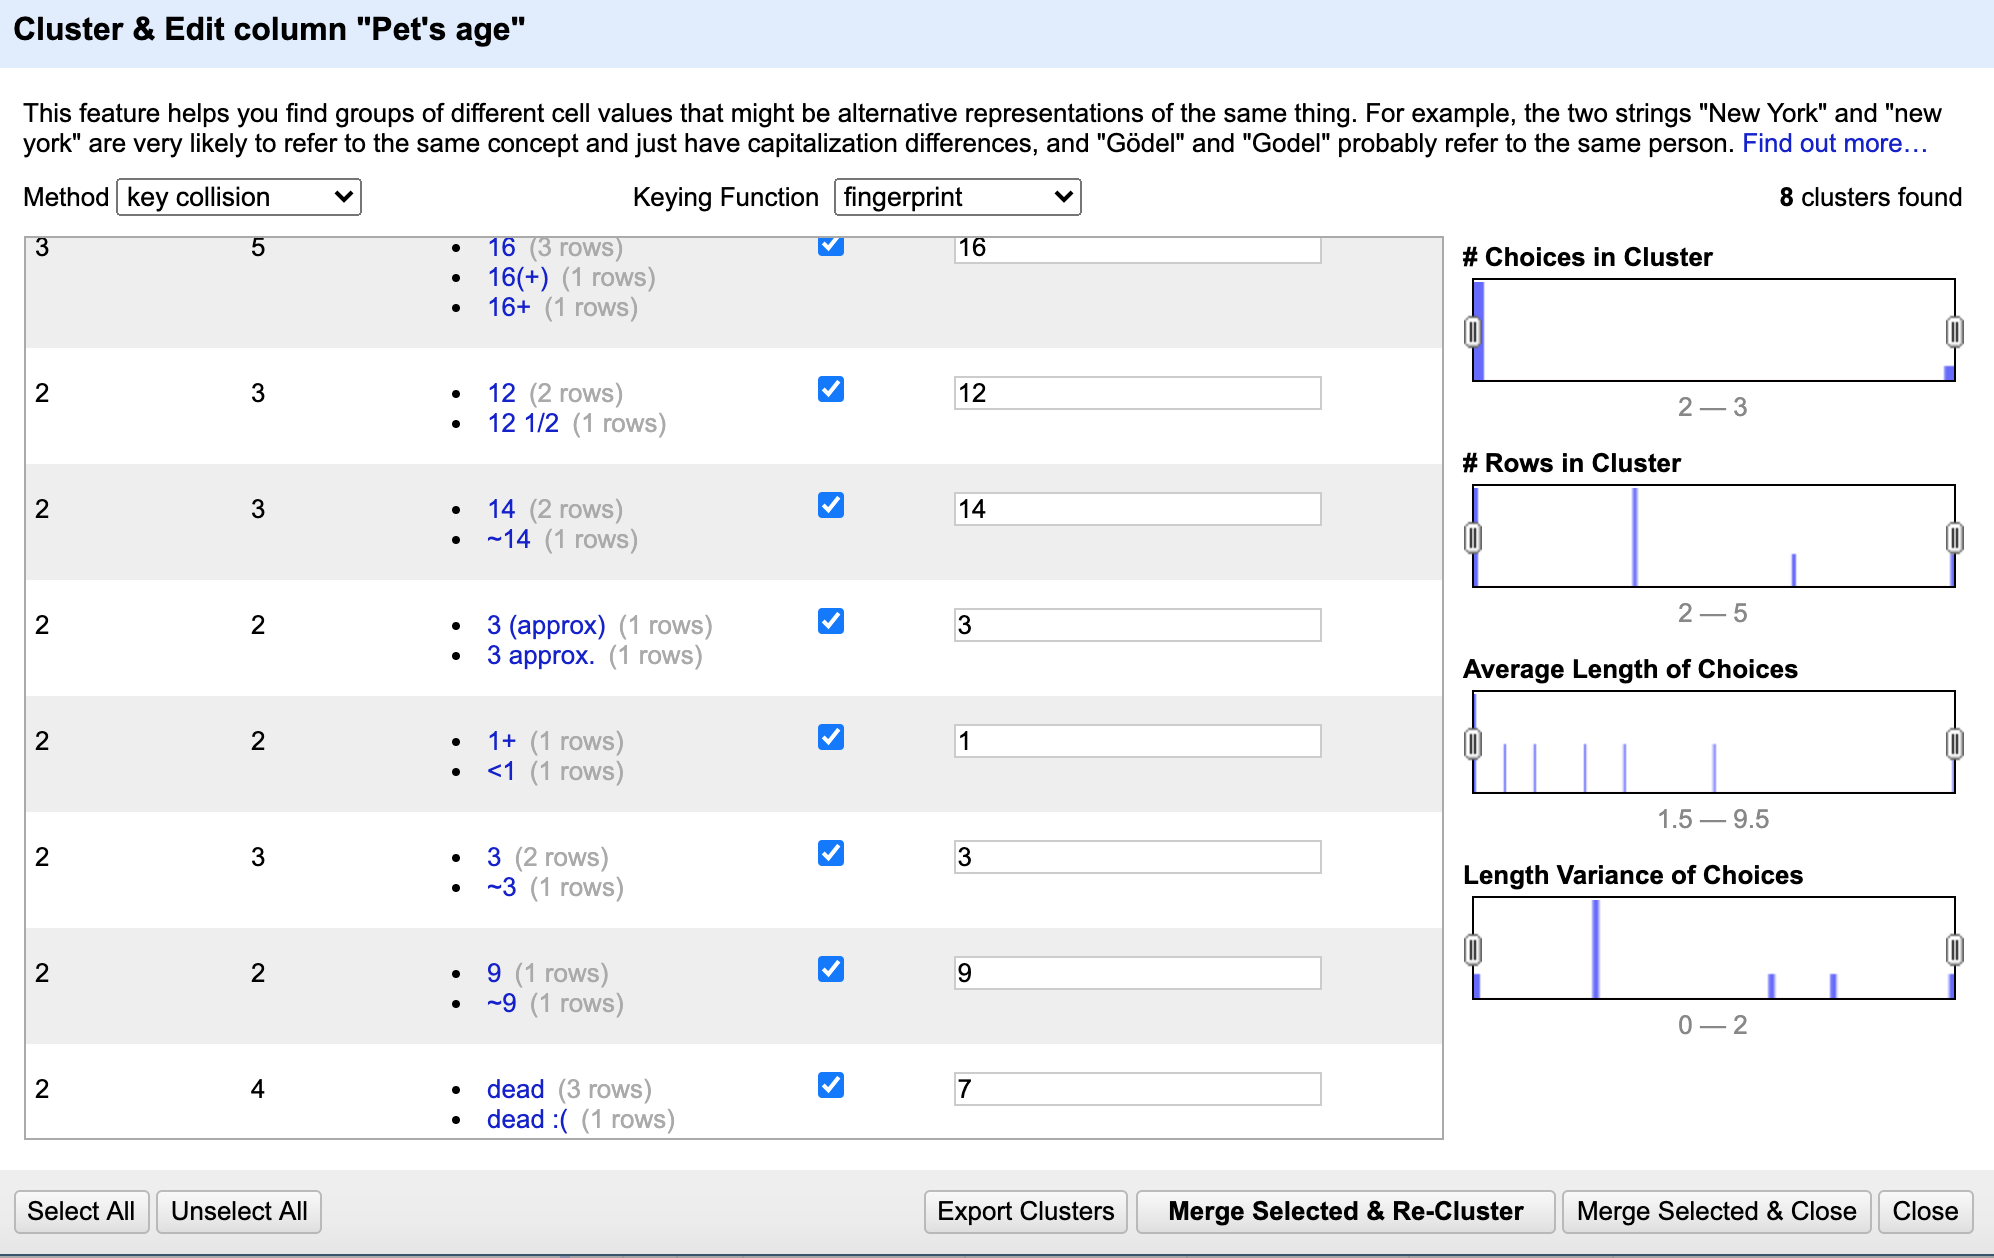 Cluster & Edit column "Pet's age"
This feature helps you find groups of different cell values that might be alternative representations of the same thing. For example, the two strings "New York" and "new
york" are very likely to refer to the same concept and just have capitalization differences, and "Gödel" and "Godel" probably refer to the same person. Find out more…
Method key collision Keying Function fingerprint 8 clusters found
3 5 • 16 (3 rows) 16
• 16(+) (1 rows)
• 16+ (1 rows)
2 3 • 12 (2 rows) 12
• 12 1/2 (1 rows)
2 3 • 14 (2 rows) 14
• ~14 (1 rows)
2 2 • 3 (approx) (1 rows) 3
• 3 approx. (1 rows)
2 2 • 1+ (1 rows) 1
• <1 (1 rows)
2 3 • 3 (2 rows) 3
• ~3 (1 rows)
2 2 • 9 (1 rows) 9
• ~9 (1 rows)
2 4 • dead (3 rows) 7
• dead :( (1 rows)
# Choices in Cluster
2 — 3
# Rows in Cluster
2 — 5
Average Length of Choices
1.5 — 9.5
Length Variance of Choices
0 — 2
Select All Unselect All Export Clusters Merge Selected & Re-Cluster Merge Selected & Close Close